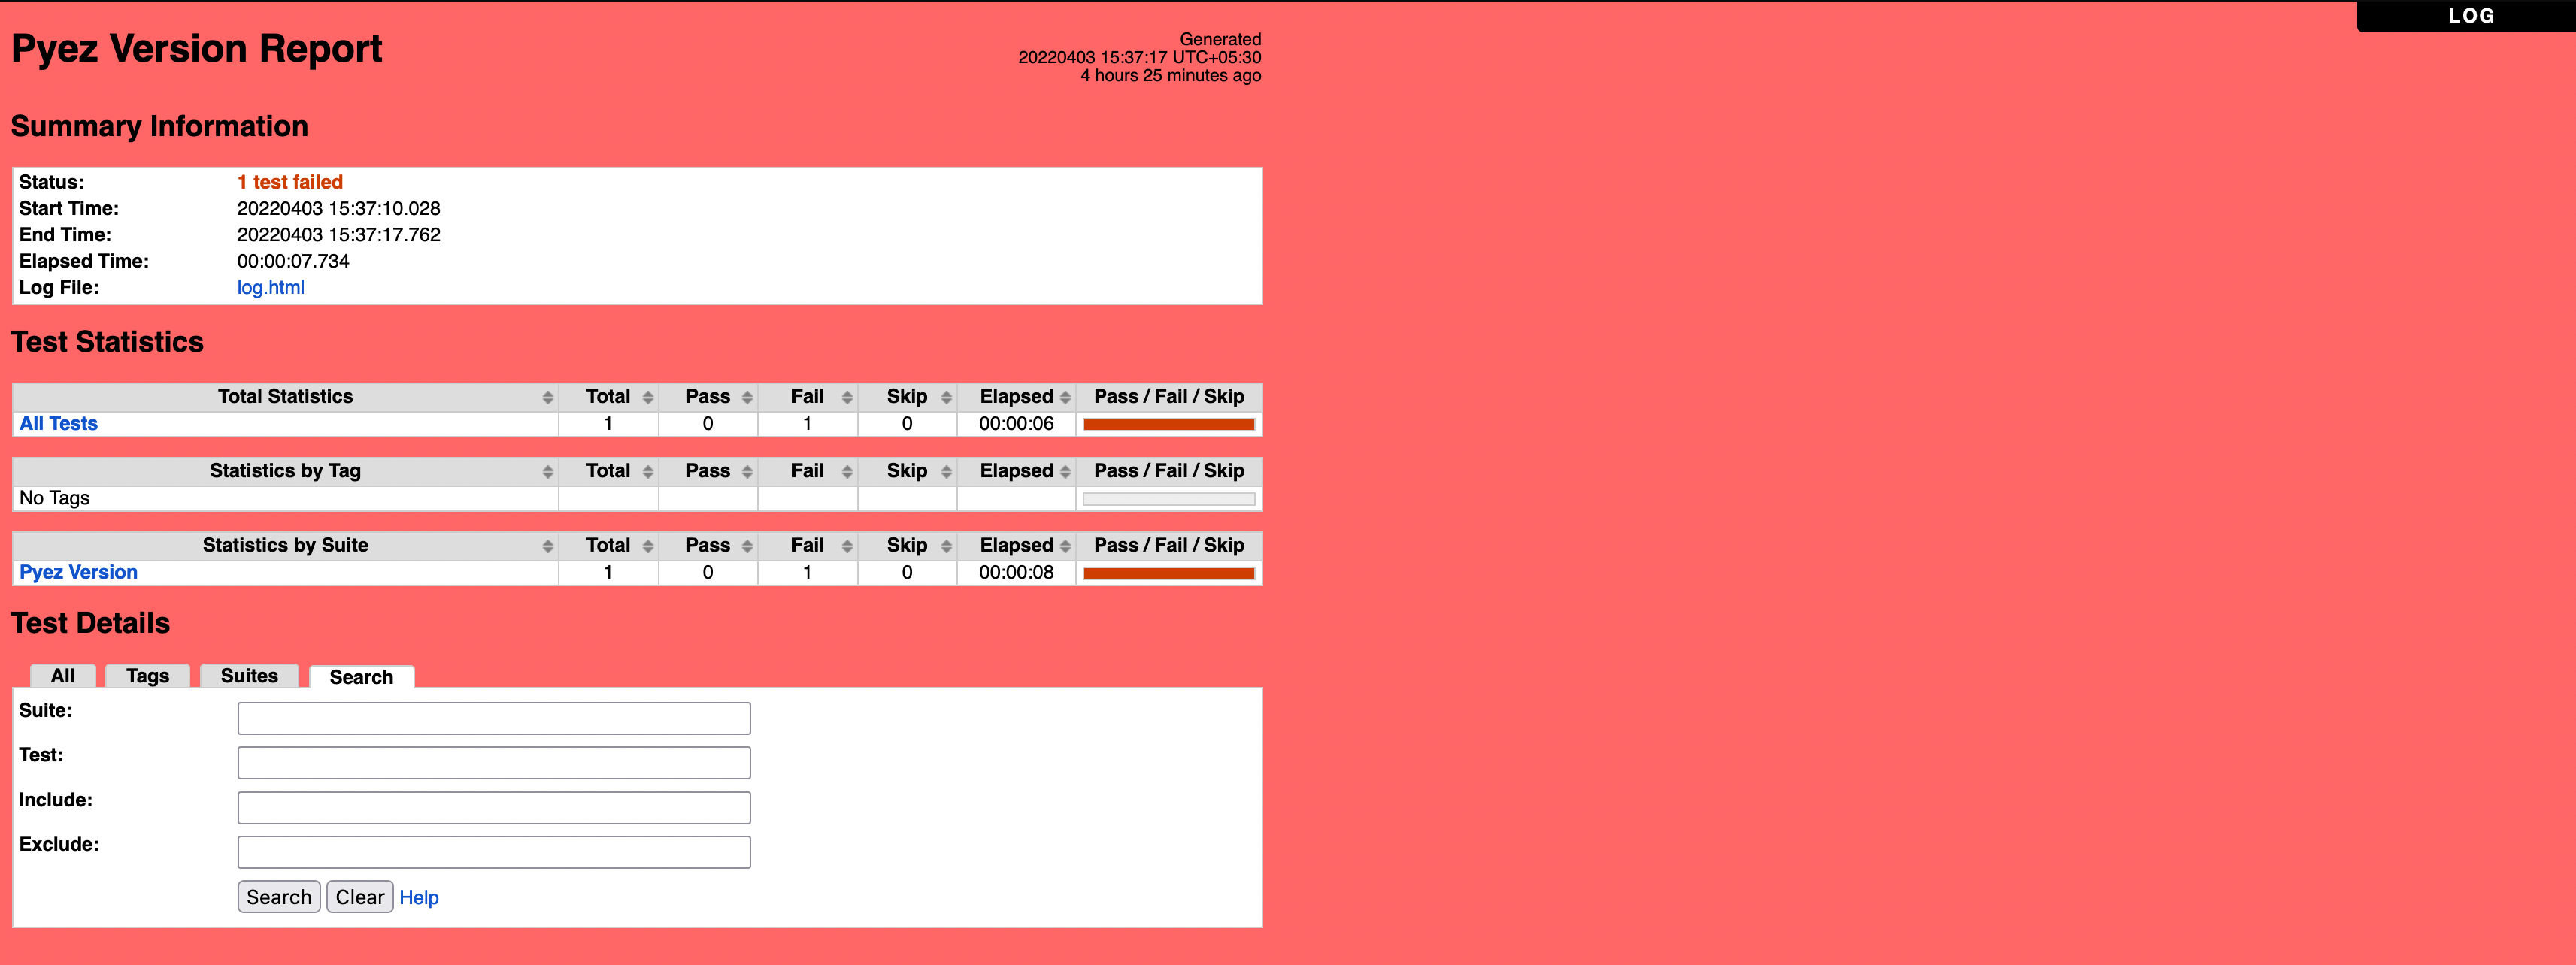 LOG
Pyez Version Report
Generated
20220403 15:37:17 UTC+05:30
4 hours 25 minutes ago
Summary Information
Status: 1 test failed
Start Time: 20220403 15:37:10.028
End Time: 20220403 15:37:17.762
Elapsed Time: 00:00:07.734
Log File: log.html
Test Statistics
Total Statistics Total Pass Fail Skip Elapsed Pass / Fail / Skip
All Tests 1 0 1 0 00:00:06
Statistics by Tag Total Pass Fail Skip Elapsed Pass / Fail / Skip
No Tags
Statistics by Suite Total Pass Fail Skip Elapsed Pass / Fail / Skip
Pyez Version 1 0 1 0 00:00:08
Test Details
All Tags Suites Search
Suite:
Test:
Include:
Exclude:
Search Clear Help